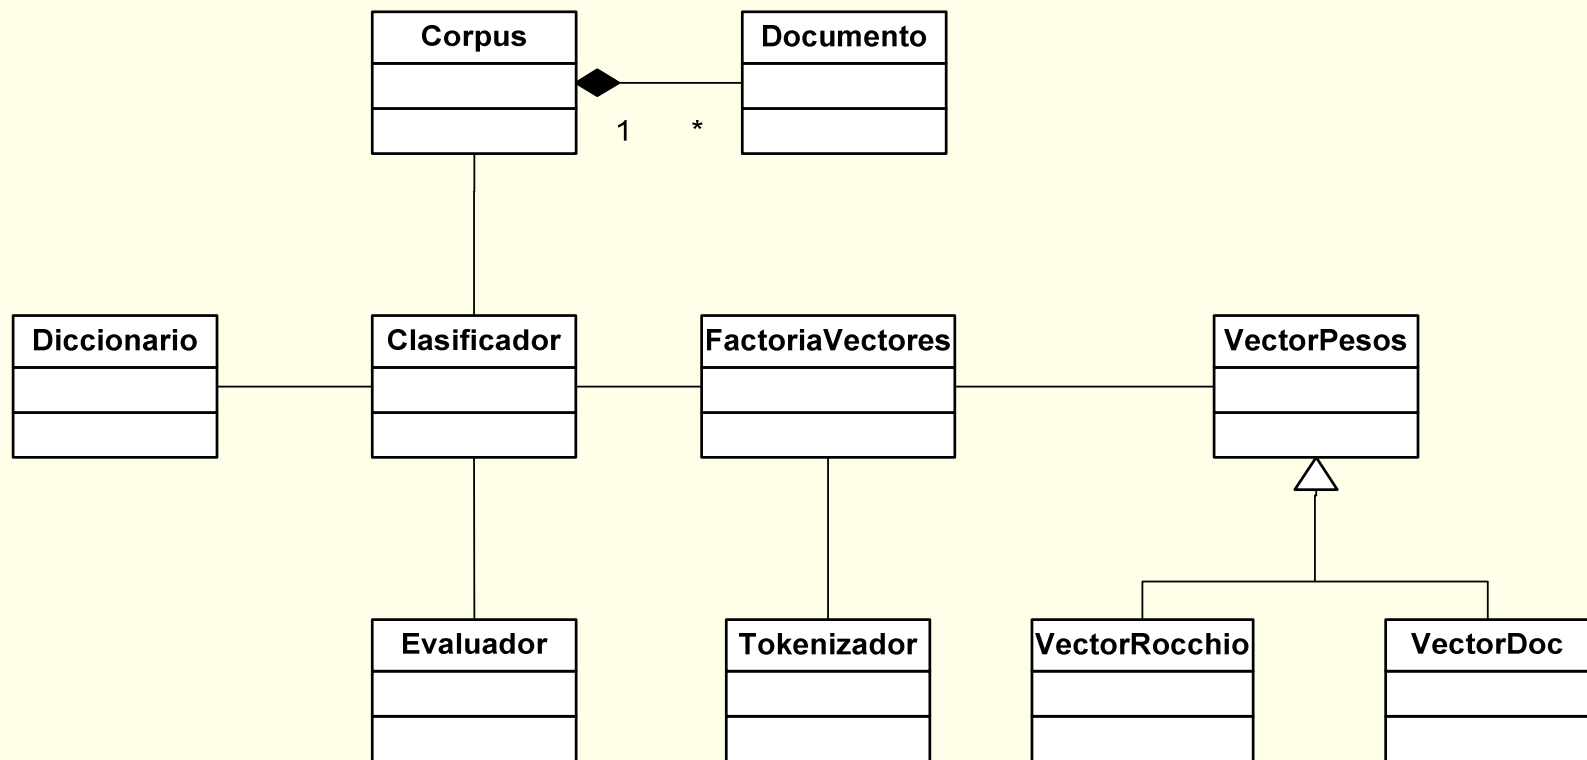 Corpus
Documento
1 *
Diccionario
Clasificador
FactoriaVectores
VectorPesos
Evaluador
Tokenizador
VectorRocchio
VectorDoc